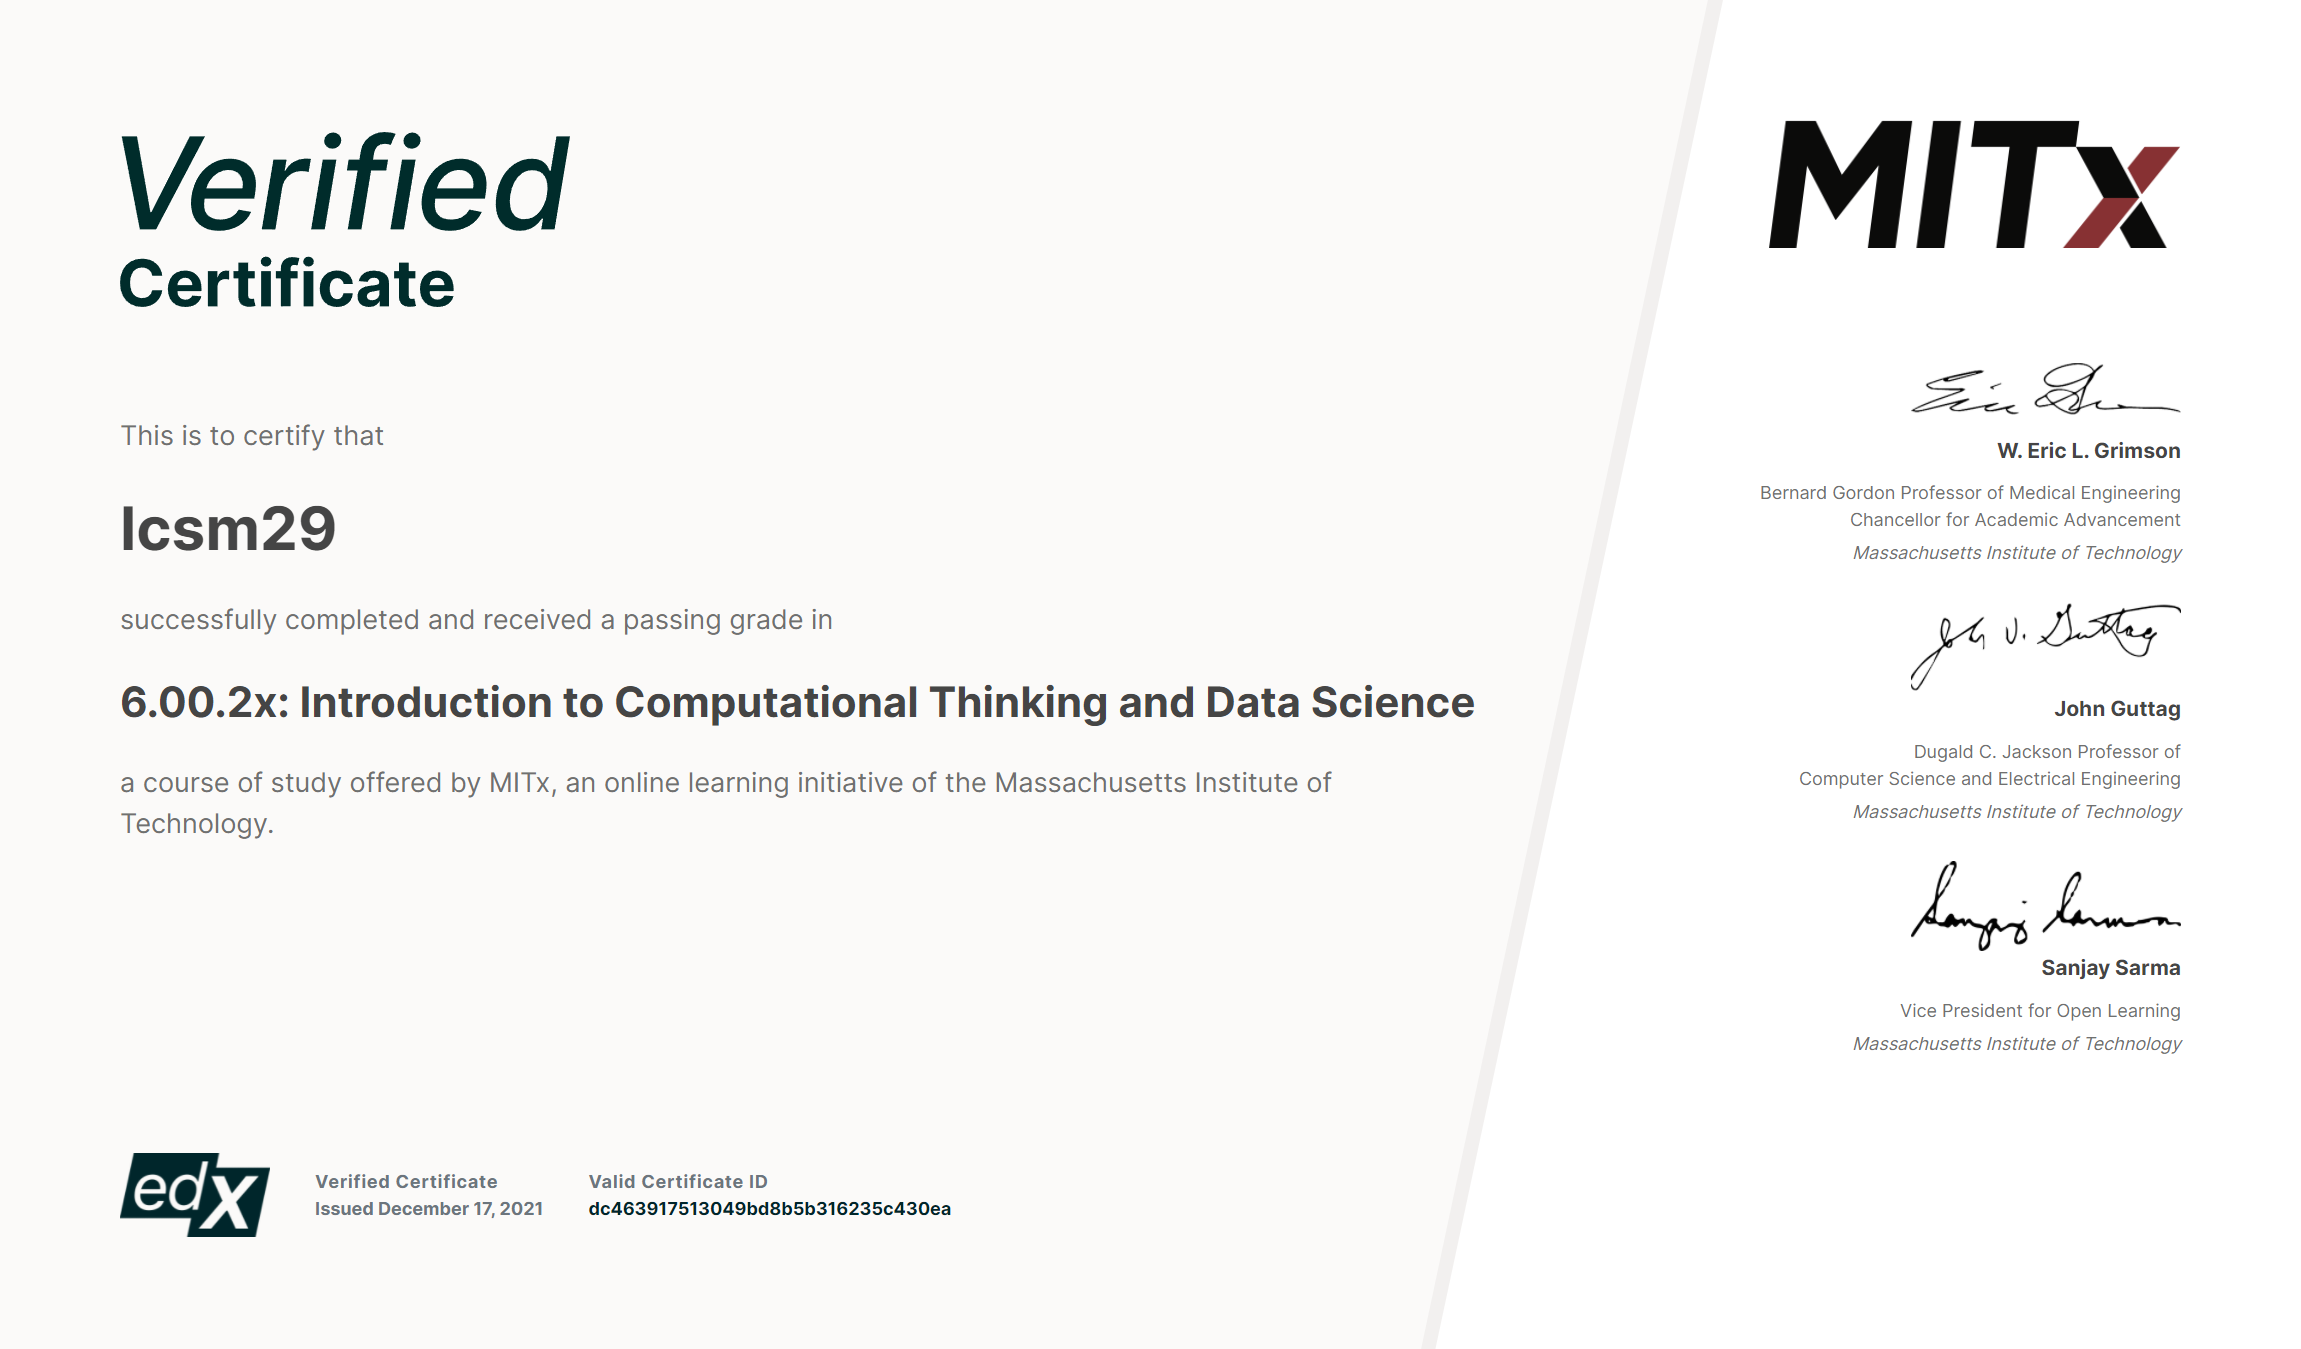 Verified
Certificate
This is to certify that
lcsm29
successfully completed and received a passing grade in
6.00.2x: Introduction to Computational Thinking and Data Science
a course of study offered by MITx, an online learning initiative of the Massachusetts Institute of
Technology.
edX
Verified Certificate
Issued December 17, 2021
Valid Certificate ID
dc463917513049bd8b5b316235c430ea
MITx
W. Eric L. Grimson
Bernard Gordon Professor of Medical Engineering
Chancellor for Academic Advancement
Massachusetts Institute of Technology
John V. Guttag
John Guttag
Dugald C. Jackson Professor of
Computer Science and Electrical Engineering
Massachusetts Institute of Technology
Sanjay Sarma
Sanjay Sarma
Vice President for Open Learning
Massachusetts Institute of Technology